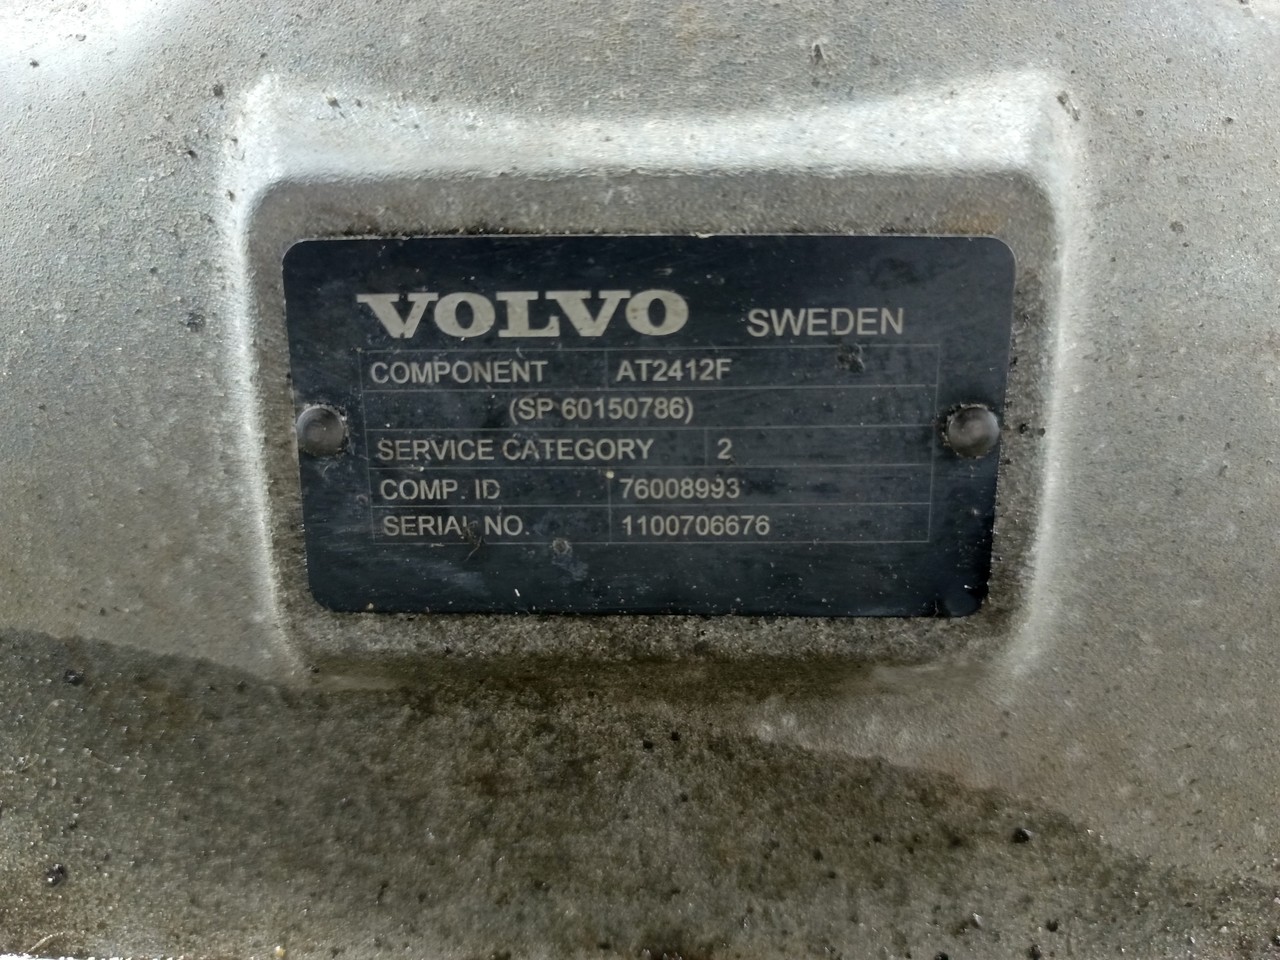 VOLVO SWEDEN
COMPONENT AT2412F
(SP 60150786)
SERVICE CATEGORY 2
COMP. ID 76008993
SERIAL NO. 1100706676